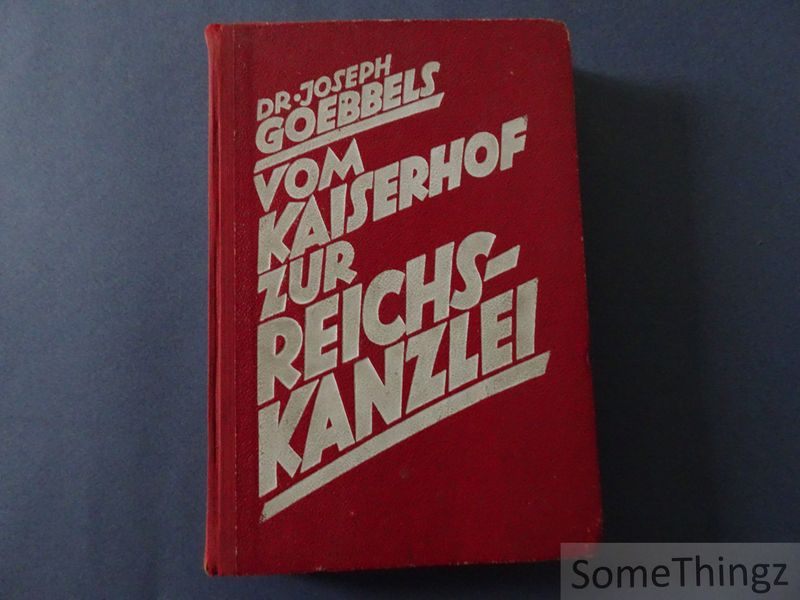 DR. JOSEPH
GOEBBELS
VOM
KAISERHOF
ZUR
REICHS-
KANZLEI
SomeThingz